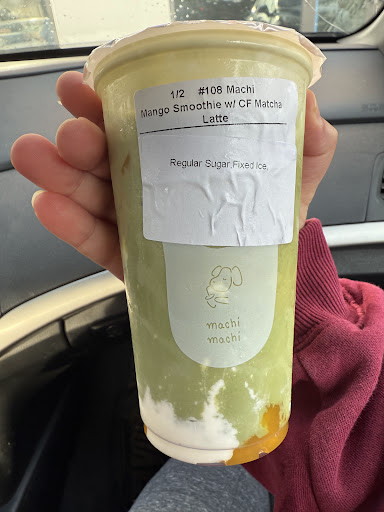 1/2 #108 Machi
Mango Smoothie w/ CF Matcha
Latte
Regular Sugar,Fixed Ice,
machi
machi